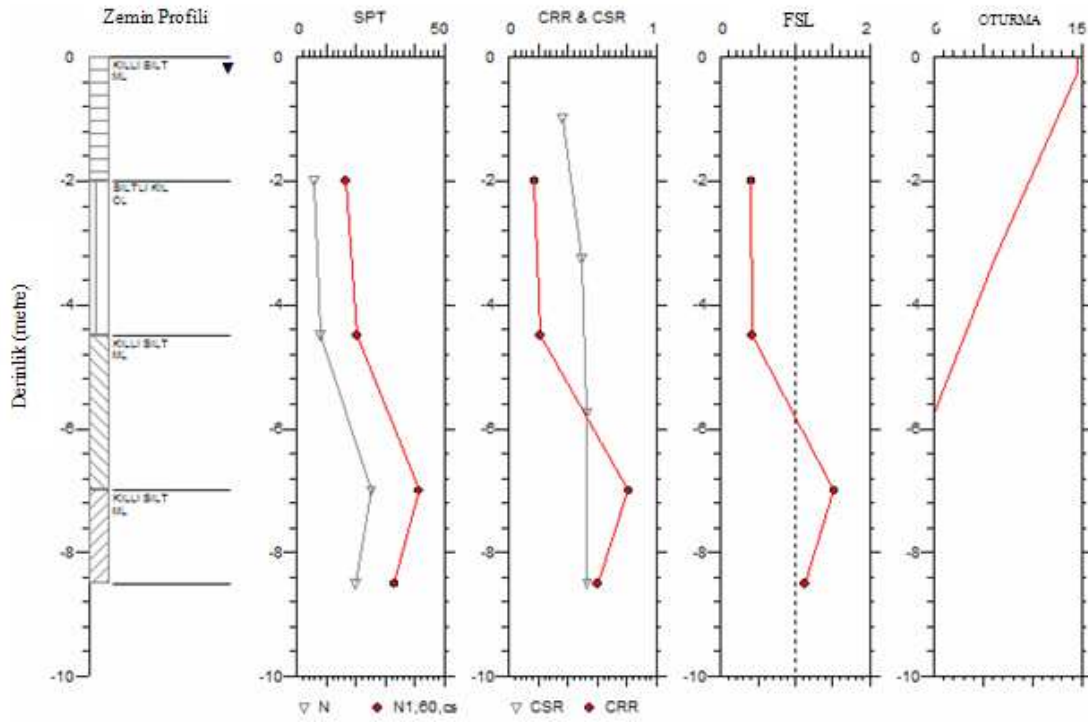 Zemin Profili
SPT
0 50
CRR & CSR
0 1
FSL
0 2
OTURMA
6 15
Derinlik (metre)
0
-2
-4
-6
-8
-10
KILLI SILT
ML
SILTLI KIL
CL
KILLI SILT
ML
KILLI SILT
ML
0
-2
-4
-6
-8
-10
0
-2
-4
-6
-8
-10
0
-2
-4
-6
-8
-10
0
-2
-4
-6
-8
-10
N N1,60,cs
CSR CRR